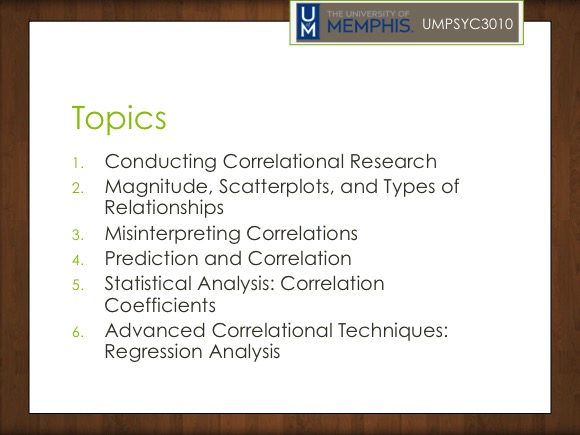 UM
THE UNIVERSITY OF
MEMPHIS.
UMPSYC3010
Topics
1. Conducting Correlational Research
2. Magnitude, Scatterplots, and Types of
Relationships
3. Misinterpreting Correlations
4. Prediction and Correlation
5. Statistical Analysis: Correlation
Coefficients
6. Advanced Correlational Techniques:
Regression Analysis